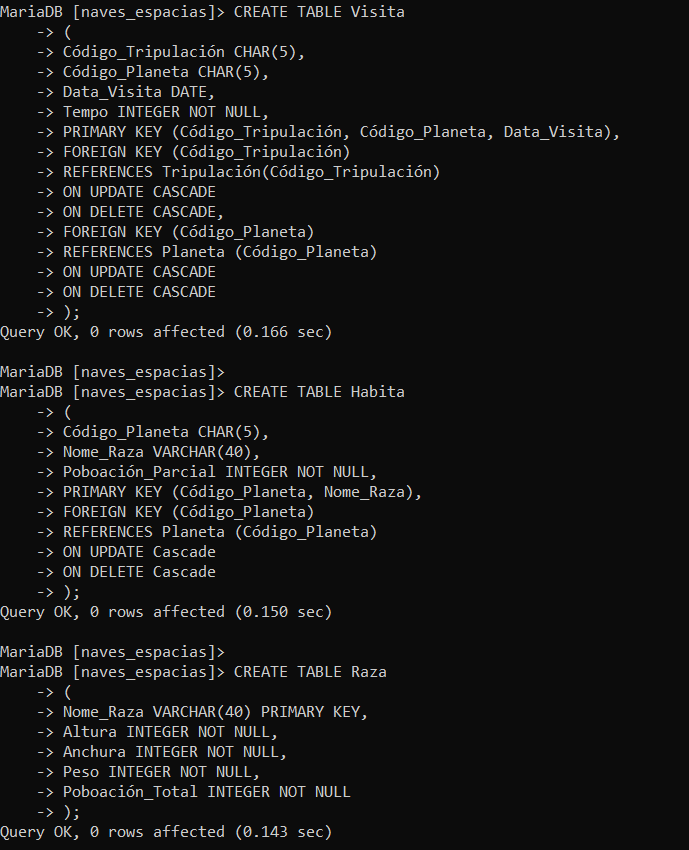 MariaDB [naves_espacias]> CREATE TABLE Visita
    -> (
    -> Código_Tripulación CHAR(5),
    -> Código_Planeta CHAR(5),
    -> Data_Visita DATE,
    -> Tempo INTEGER NOT NULL,
    -> PRIMARY KEY (Código_Tripulación, Código_Planeta, Data_Visita),
    -> FOREIGN KEY (Código_Tripulación)
    -> REFERENCES Tripulación(Código_Tripulación)
    -> ON UPDATE CASCADE
    -> ON DELETE CASCADE,
    -> FOREIGN KEY (Código_Planeta)
    -> REFERENCES Planeta (Código_Planeta)
    -> ON UPDATE CASCADE
    -> ON DELETE CASCADE
    -> );
Query OK, 0 rows affected (0.166 sec)

MariaDB [naves_espacias]>
MariaDB [naves_espacias]> CREATE TABLE Habita
    -> (
    -> Código_Planeta CHAR(5),
    -> Nome_Raza VARCHAR(40),
    -> Poboación_Parcial INTEGER NOT NULL,
    -> PRIMARY KEY (Código_Planeta, Nome_Raza),
    -> FOREIGN KEY (Código_Planeta)
    -> REFERENCES Planeta (Código_Planeta)
    -> ON UPDATE Cascade
    -> ON DELETE Cascade
    -> );
Query OK, 0 rows affected (0.150 sec)

MariaDB [naves_espacias]>
MariaDB [naves_espacias]> CREATE TABLE Raza
    -> (
    -> Nome_Raza VARCHAR(40) PRIMARY KEY,
    -> Altura INTEGER NOT NULL,
    -> Anchura INTEGER NOT NULL,
    -> Peso INTEGER NOT NULL,
    -> Poboación_Total INTEGER NOT NULL
    -> );
Query OK, 0 rows affected (0.143 sec)